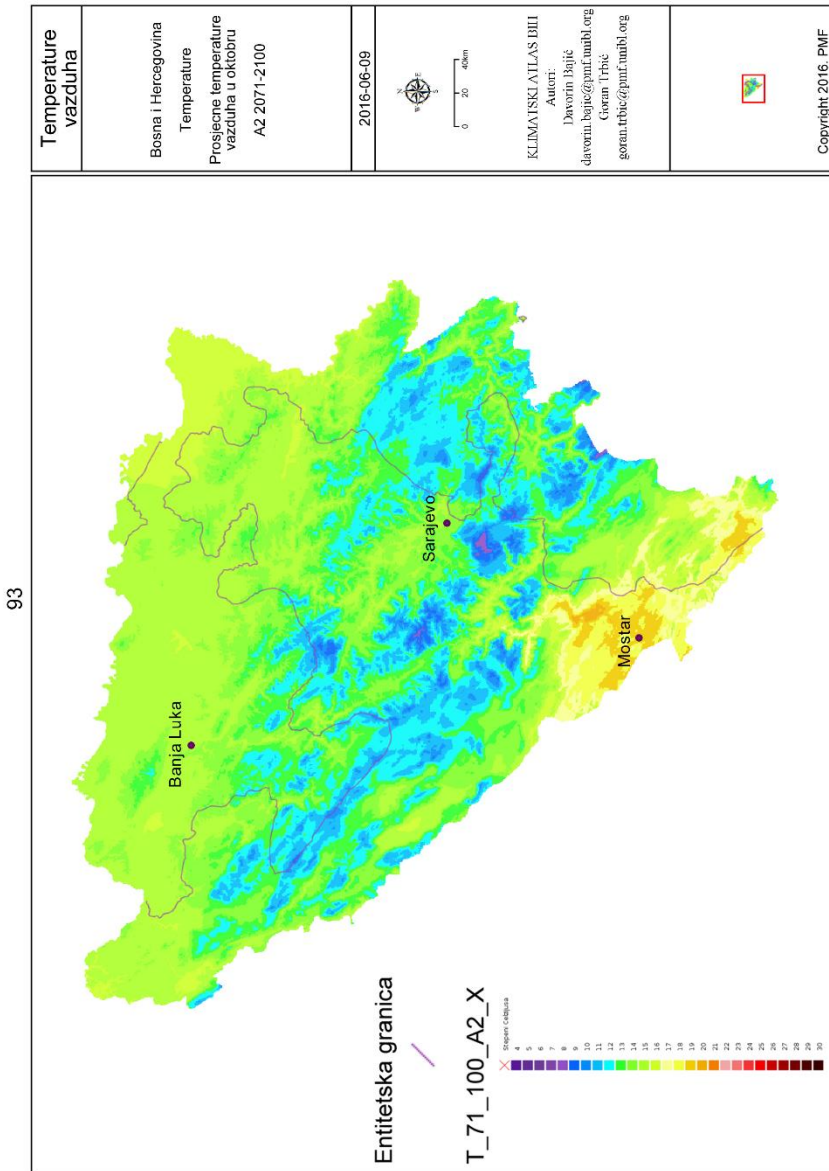 93
Temperature
vazduha
Bosna i Hercegovina
Temperature
Prosjecne temperature
vazduha u oktobru
A2 2071-2100
2016-06-09
N
W
E
S
0 20 40km
KLIMATSKI ATLAS BIH
Autori:
Davorin Bajić
davorin.bajic@pmf.unibl.org
Goran Trbić
goran.trbic@pmf.unibl.org
Copyright 2016. PMF
Banja Luka
Sarajevo
Mostar
Entitetska granica
T_71_100_A2_X
Stepeni Celzijusa
4
5
6
7
8
9
10
11
12
13
14
15
16
17
18
19
20
21
22
23
24
25
26
27
28
29
30